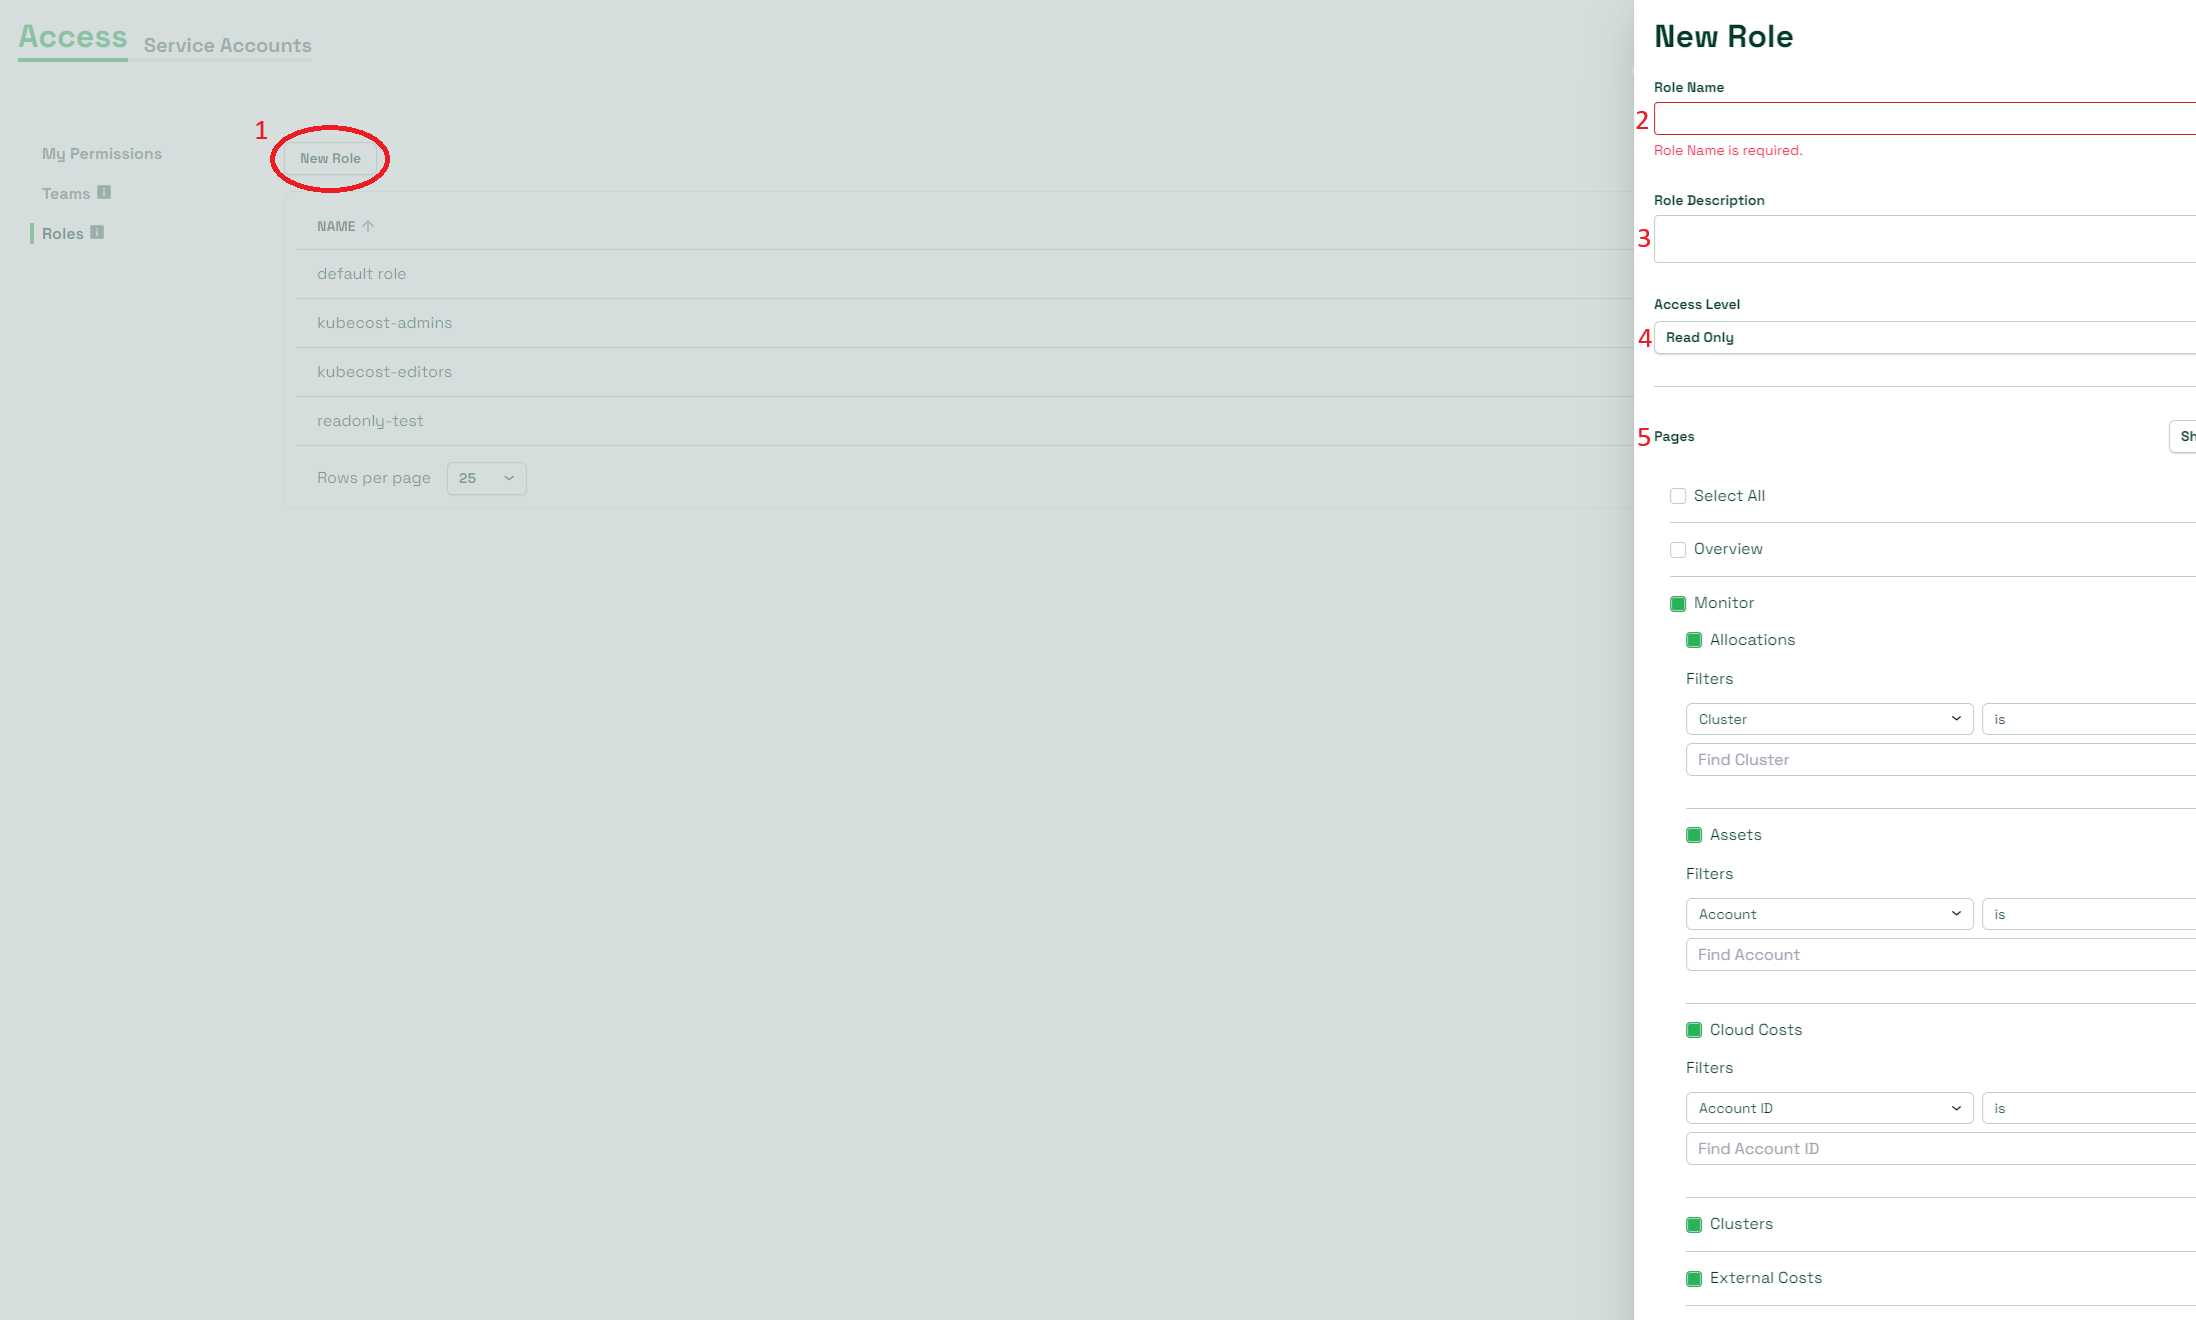 Access Service Accounts
My Permissions
Teams
Roles
1
New Role
NAME
default role
kubecost-admins
kubecost-editors
readonly-test
Rows per page 25
New Role
Role Name
2
Role Name is required.
Role Description
3
Access Level
4 Read Only
5 Pages Sh
Select All
Overview
Monitor
Allocations
Filters
Cluster is
Find Cluster
Assets
Filters
Account is
Find Account
Cloud Costs
Filters
Account ID is
Find Account ID
Clusters
External Costs